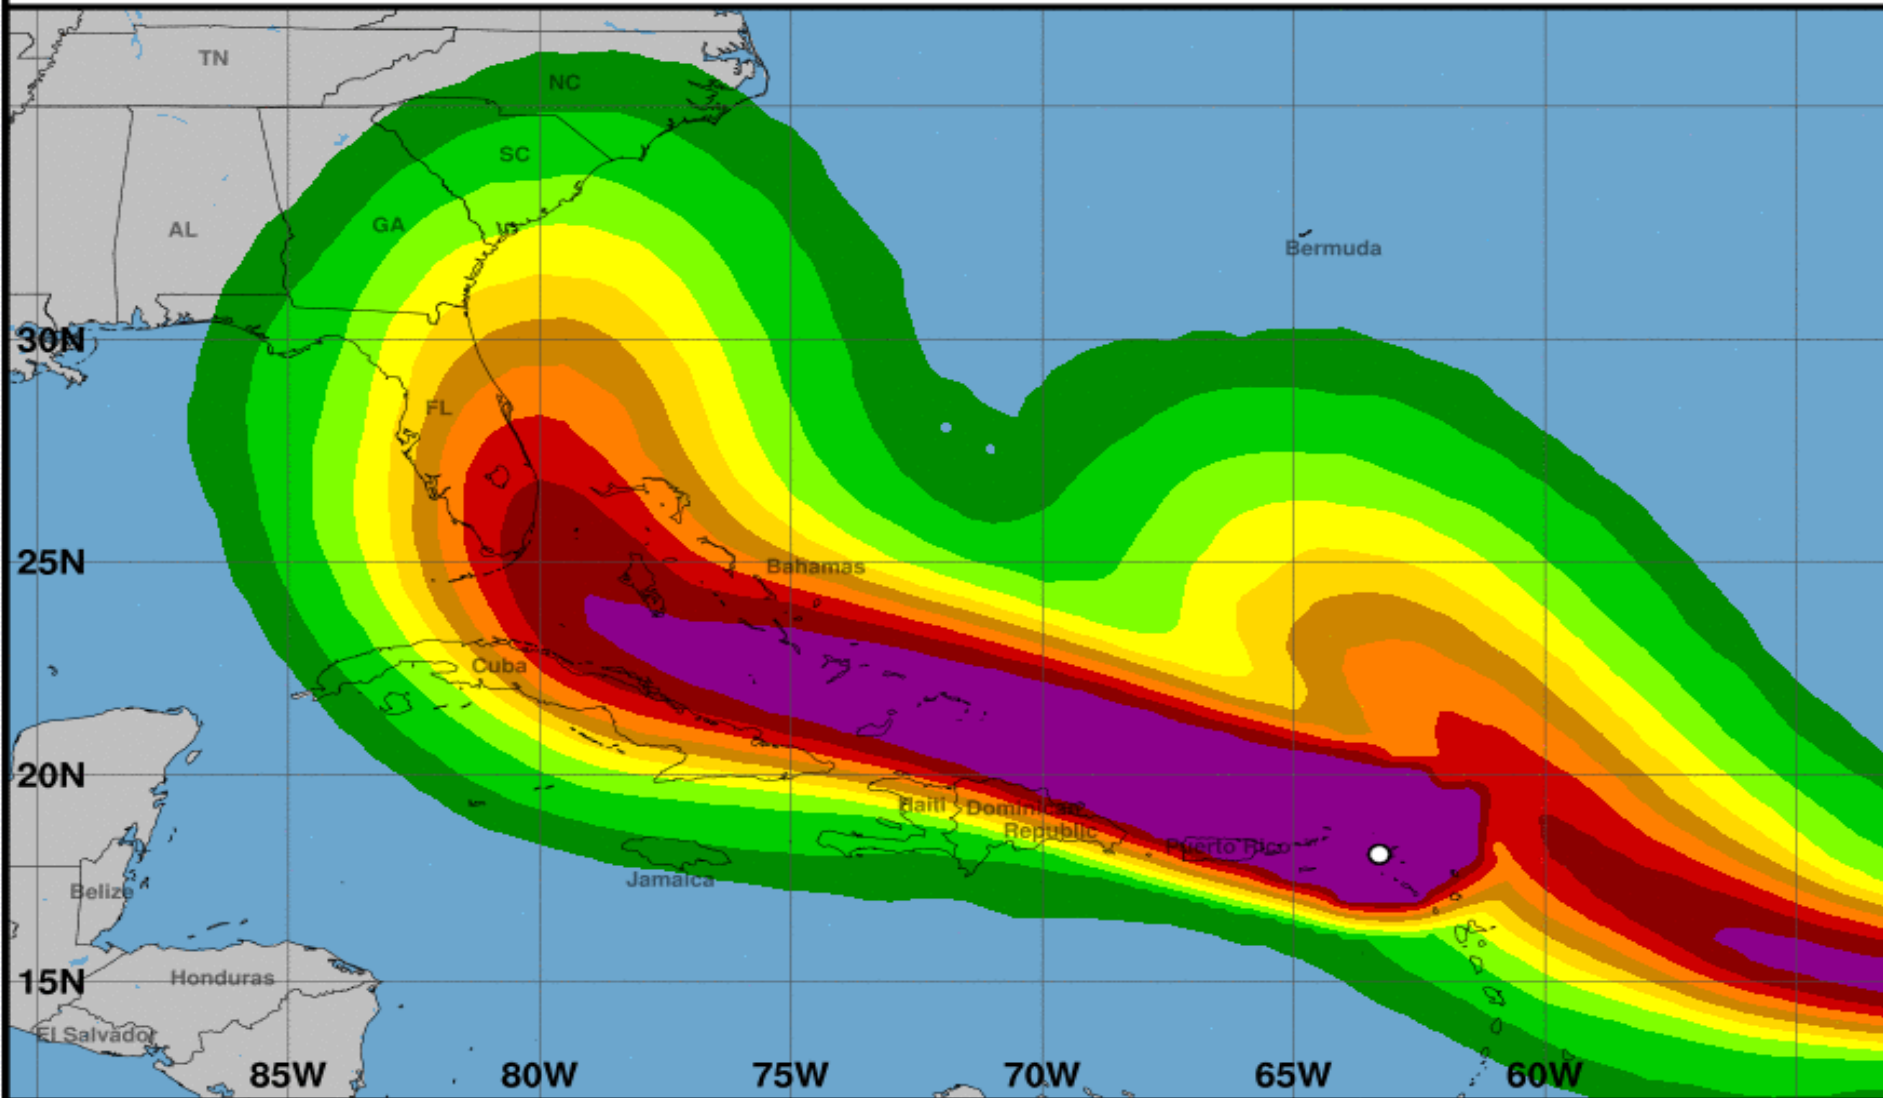 TN
NC
SC
AL
GA
Bermuda
30N
FL
25N
Bahamas
Cuba
20N
Haiti
Dominican
Republic
Puerto Rico
Jamaica
Belize
15N
Honduras
El Salvador
85W
80W
75W
70W
65W
60W